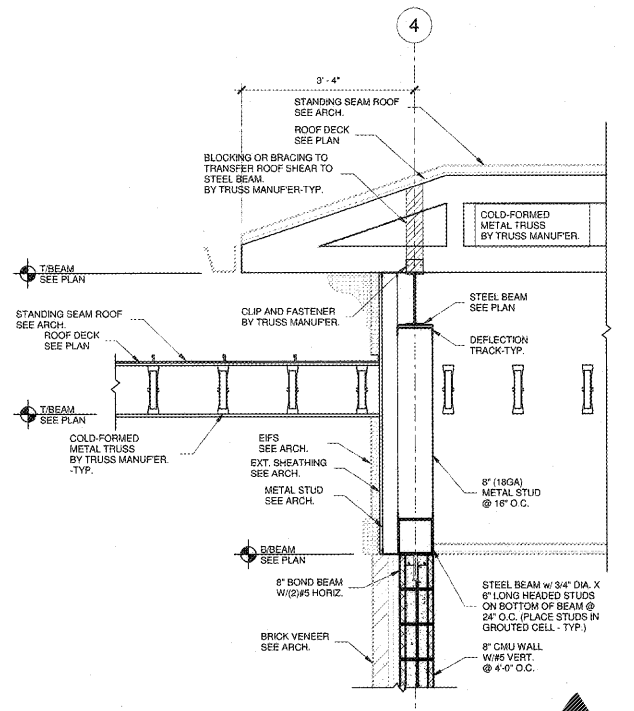 4
3' - 4"
STANDING SEAM ROOF
SEE ARCH.
ROOF DECK
SEE PLAN
BLOCKING OR BRACING TO
TRANSFER ROOF SHEAR TO
STEEL BEAM.
BY TRUSS MANUF'ER-TYP.
COLD-FORMED
METAL TRUSS
BY TRUSS MANUF'ER.
T/BEAM
SEE PLAN
CLIP AND FASTENER
BY TRUSS MANUF'ER.
STEEL BEAM
SEE PLAN
STANDING SEAM ROOF
SEE ARCH.
ROOF DECK
SEE PLAN
DEFLECTION
TRACK-TYP.
T/BEAM
SEE PLAN
COLD-FORMED
METAL TRUSS
BY TRUSS MANUF'ER.
-TYP.
EIFS
SEE ARCH.
EXT. SHEATHING
SEE ARCH.
METAL STUD
SEE ARCH.
8" (18GA)
METAL STUD
@ 16" O.C.
B/BEAM
SEE PLAN
8" BOND BEAM
W/(2)#5 HORIZ.
STEEL BEAM w/ 3/4" DIA. X
6" LONG HEADED STUDS
ON BOTTOM OF BEAM @
24" O.C. (PLACE STUDS IN
GROUTED CELL - TYP.)
BRICK VENEER
SEE ARCH.
8" CMU WALL
W/#5 VERT.
@ 4'-0" O.C.